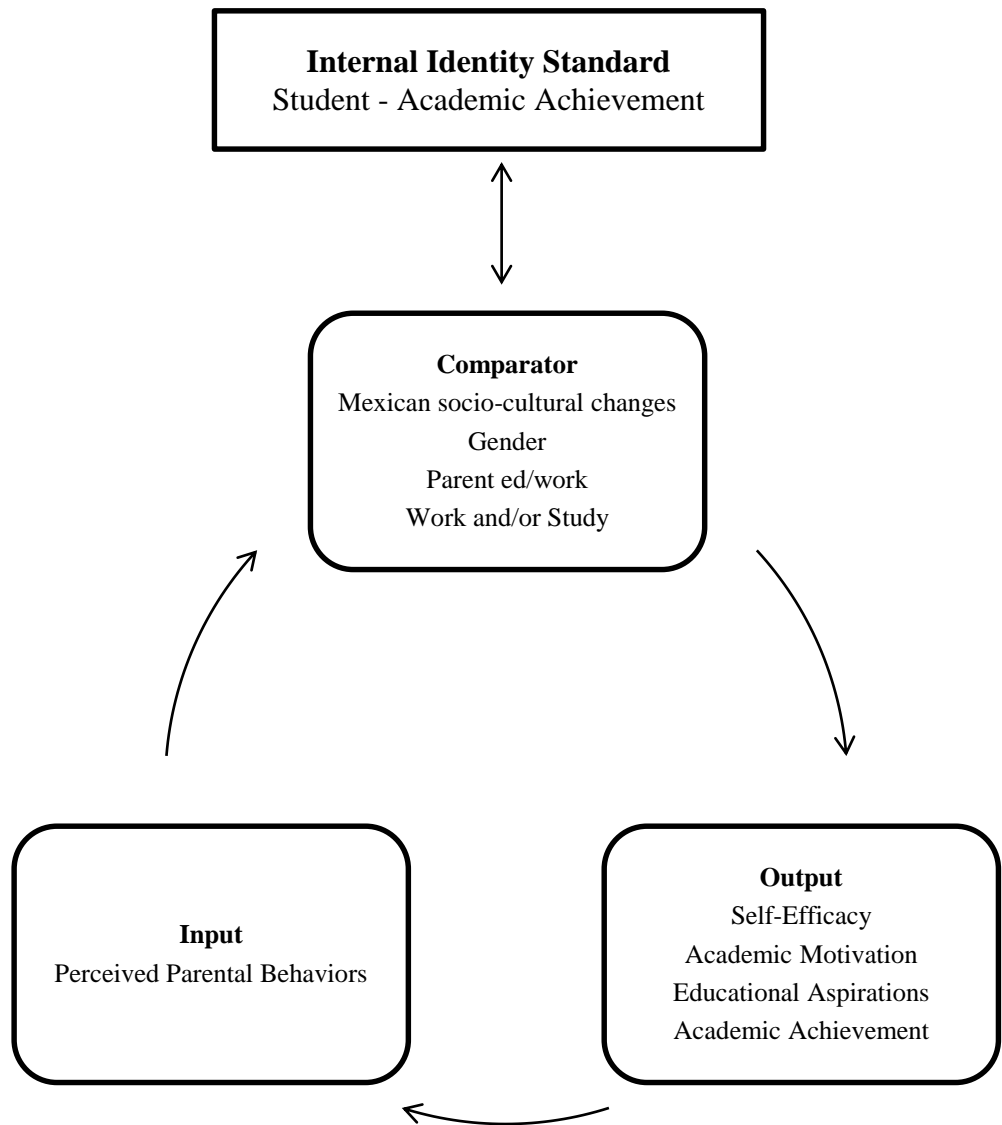 Internal Identity Standard
Student - Academic Achievement
Comparator
Mexican socio-cultural changes
Gender
Parent ed/work
Work and/or Study
Input
Perceived Parental Behaviors
Output
Self-Efficacy
Academic Motivation
Educational Aspirations
Academic Achievement